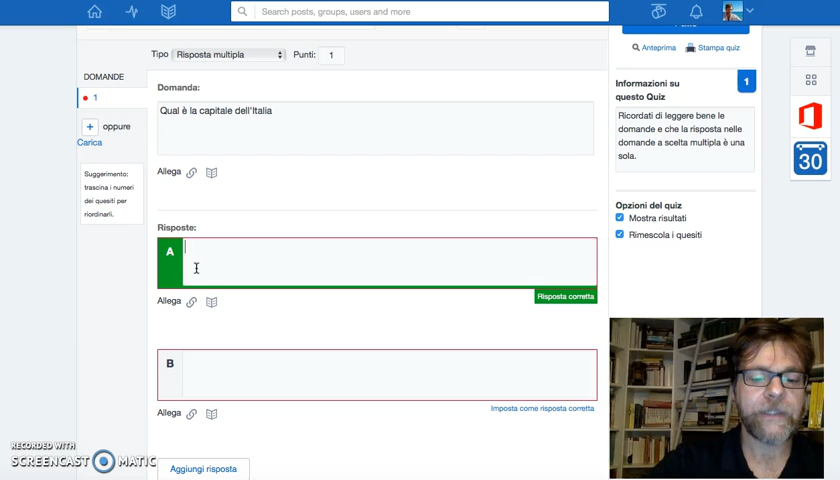 Search posts, groups, users and more
Tipo Risposta multipla Punti: 1
Anteprima Stampa quiz
DOMANDE
1
+ oppure
Carica
Suggerimento:
trascina i numeri
dei quesiti per
riordinarli.
Domanda:
Qual è la capitale dell'Italia
Allega
Risposte:
A
Risposta corretta
Allega
B
Imposta come risposta corretta
Allega
Aggiungi risposta
Informazioni su
questo Quiz
1
Ricordati di leggere bene le
domande e che la risposta nelle
domande a scelta multipla è una
sola.
Opzioni del quiz
Mostra risultati
Rimescola i quesiti
30
RECORDED WITH
SCREENCAST MATIC